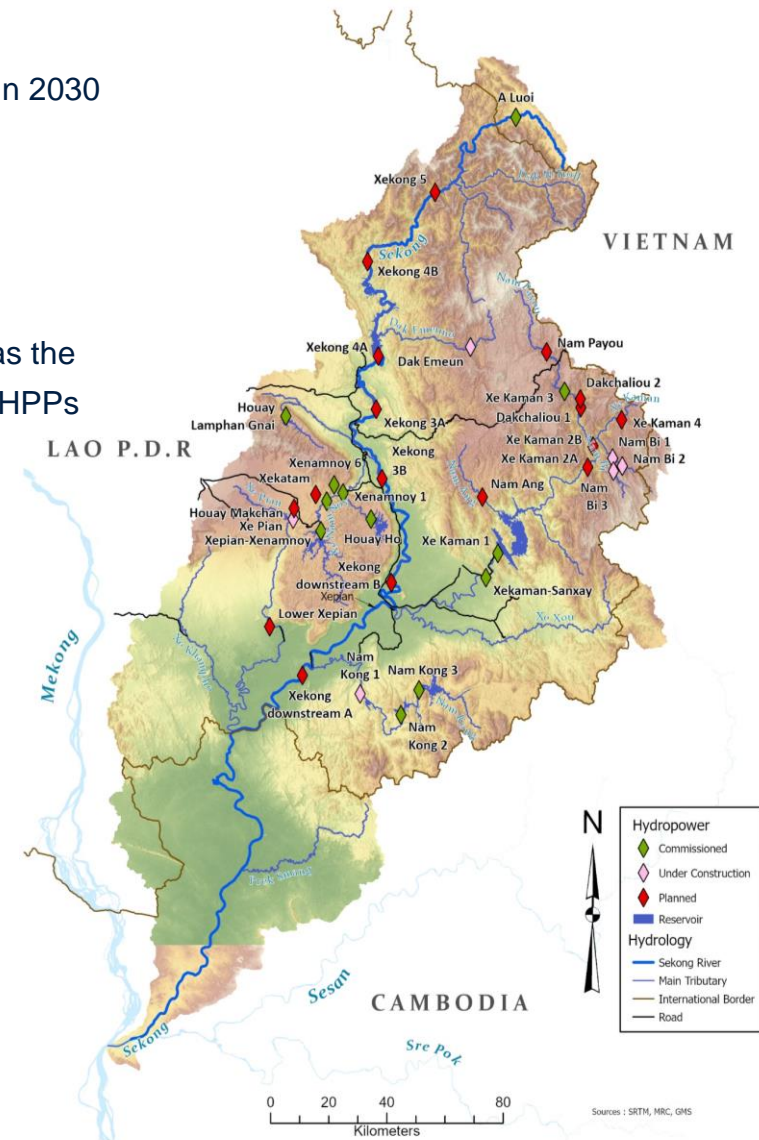 n 2030
as the
HPPs
A Luoi
Xekong 5
VIETNAM
Sekong
Xekong 4B
Xekong 4A
Dak Emeun
Nam Payou
Xe Kaman 3
Dakchaliou 2
Dakchaliou 1
Xe Kaman 4
Houay
Lamphan Gnai
Xekong 3A
Xekong
3B
Xe Kaman 2B
Nam Bi 1
Xe Kaman 2A
Nam Bi 2
Nam
Bi 3
LAO P.D.R
Xenamnoy 6
Xekatam
Xenamnoy 1
Nam Ang
Houay Makchan
Xe Pian
Xepian-Xenamnoy
Houay Ho
Xe Kaman 1
Xekong
downstream B
Xepian
Xekaman-Sanxay
Xe Xou
Lower Xepian
Mekong
Nam
Kong 1
Nam Kong 3
Xekong
downstream A
Nam
Kong 2
Sesan
CAMBODIA
Sekong
Sre Pok
N
Hydropower
Commissioned
Under Construction
Planned
Reservoir
Hydrology
Sekong River
Main Tributary
International Border
Road
0 20 40 80
Kilometers
Sources : SRTM, MRC, GMS